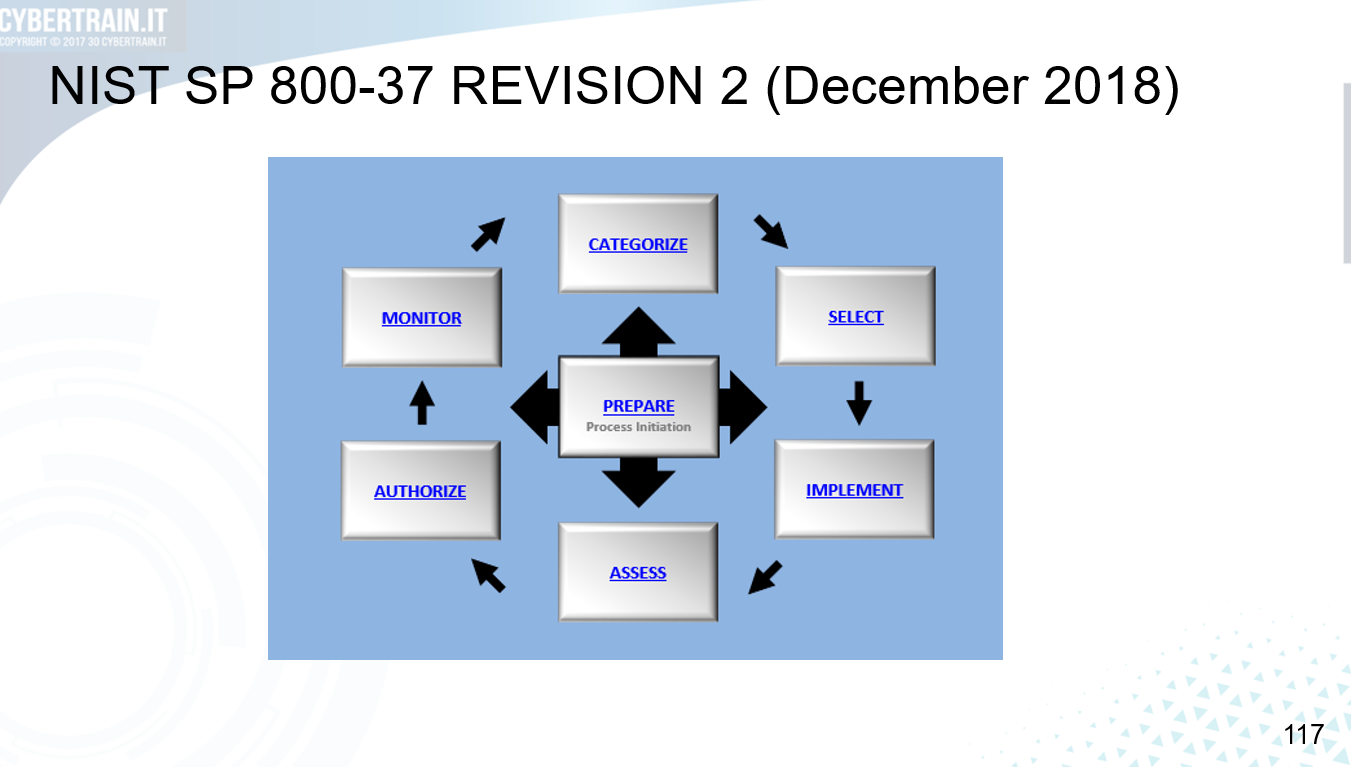 CYBERTRAIN.IT
COPYRIGHT © 2017 30 CYBERTRAIN.IT
NIST SP 800-37 REVISION 2 (December 2018)
CATEGORIZE
MONITOR
SELECT
PREPARE
Process Initiation
AUTHORIZE
IMPLEMENT
ASSESS
117